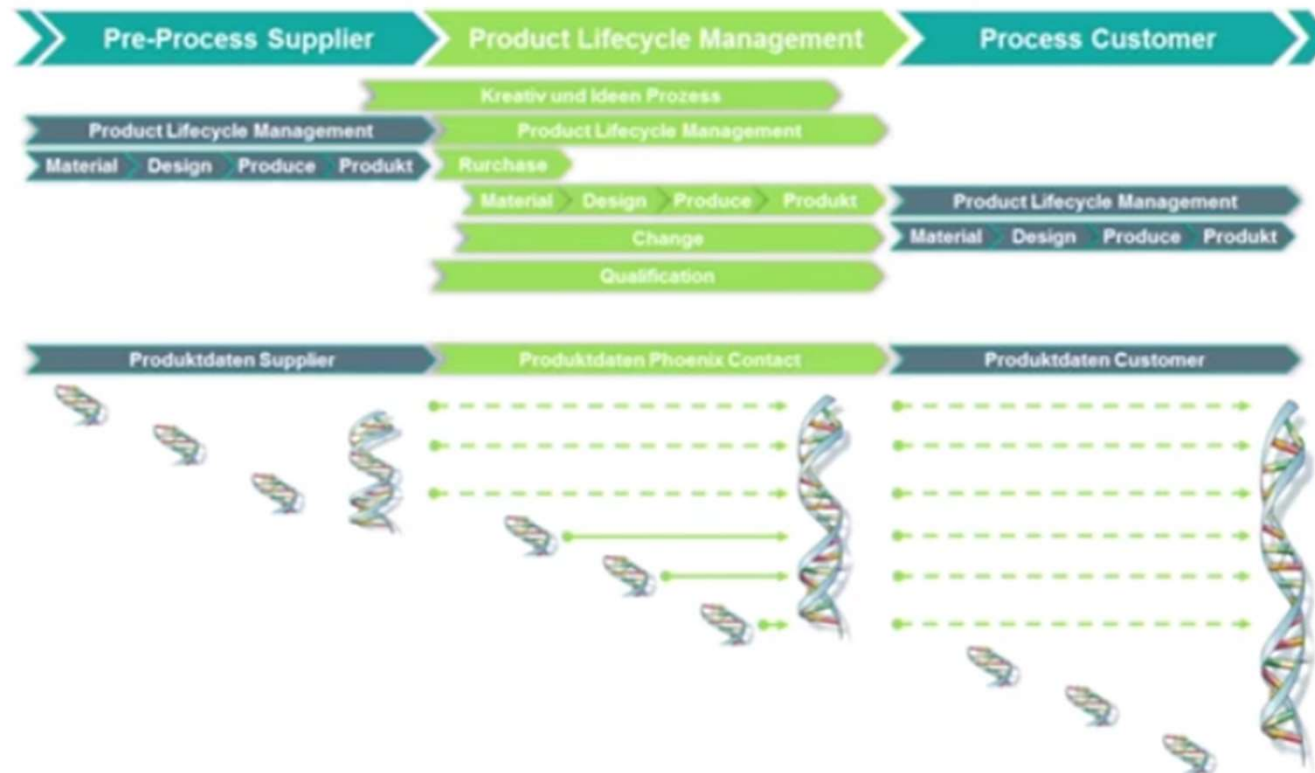 Pre-Process Supplier
Product Lifecycle Management
Process Customer
Kreativ und Ideen Prozess
Product Lifecycle Management
Product Lifecycle Management
Material Design Produce Produkt
Rurchase
Material Design Produce Produkt
Product Lifecycle Management
Change
Material Design Produce Produkt
Qualification
Produktdaten Supplier
Produktdaten Phoenix Contact
Produktdaten Customer